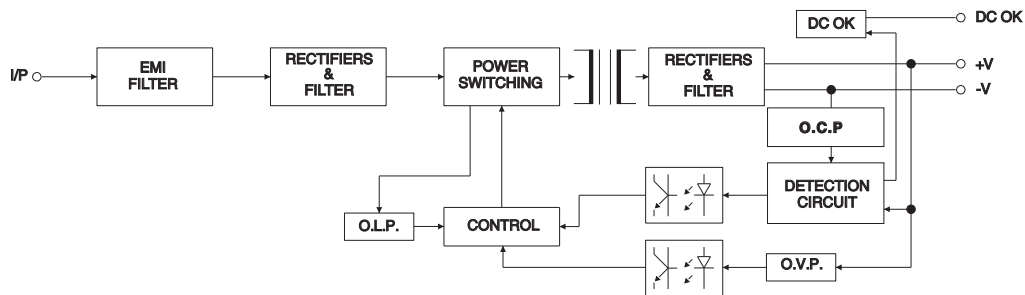 DC OK
DC OK
I/P
EMI
FILTER
RECTIFIERS
&
FILTER
POWER
SWITCHING
RECTIFIERS
&
FILTER
+V
-V
O.C.P
DETECTION
CIRCUIT
O.L.P.
CONTROL
O.V.P.